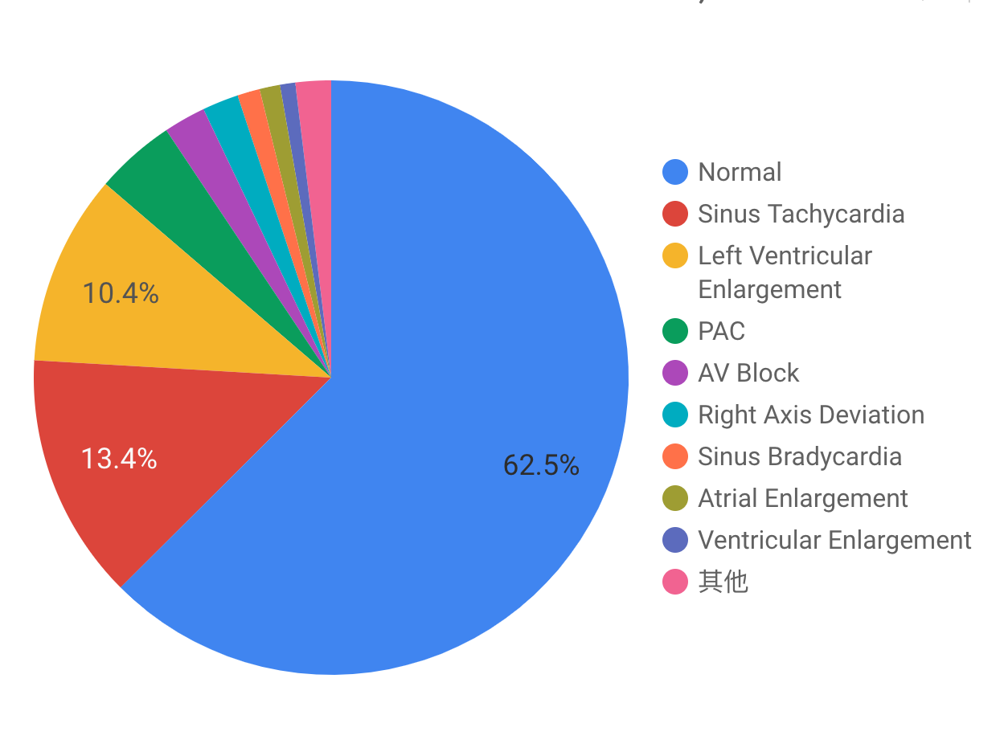 Normal
Sinus Tachycardia
Left Ventricular
Enlargement
PAC
AV Block
Right Axis Deviation
Sinus Bradycardia
Atrial Enlargement
Ventricular Enlargement
其他
10.4%
13.4%
62.5%